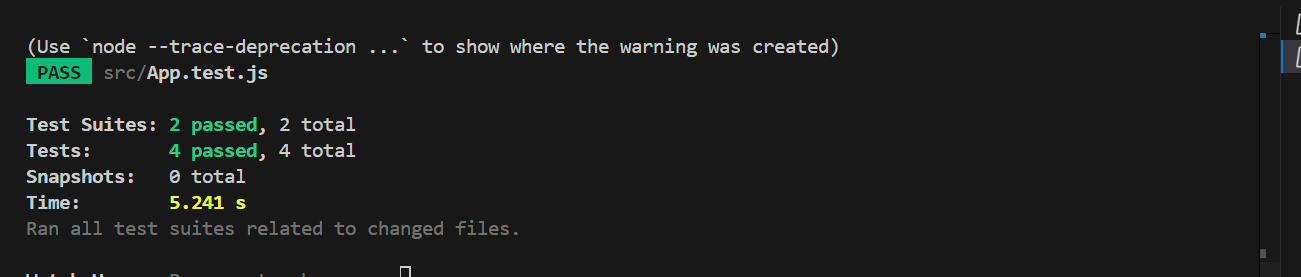 (Use `node --trace-deprecation ...` to show where the warning was created)
PASS src/App.test.js
Test Suites: 2 passed, 2 total
Tests: 4 passed, 4 total
Snapshots: 0 total
Time: 5.241 s
Ran all test suites related to changed files.